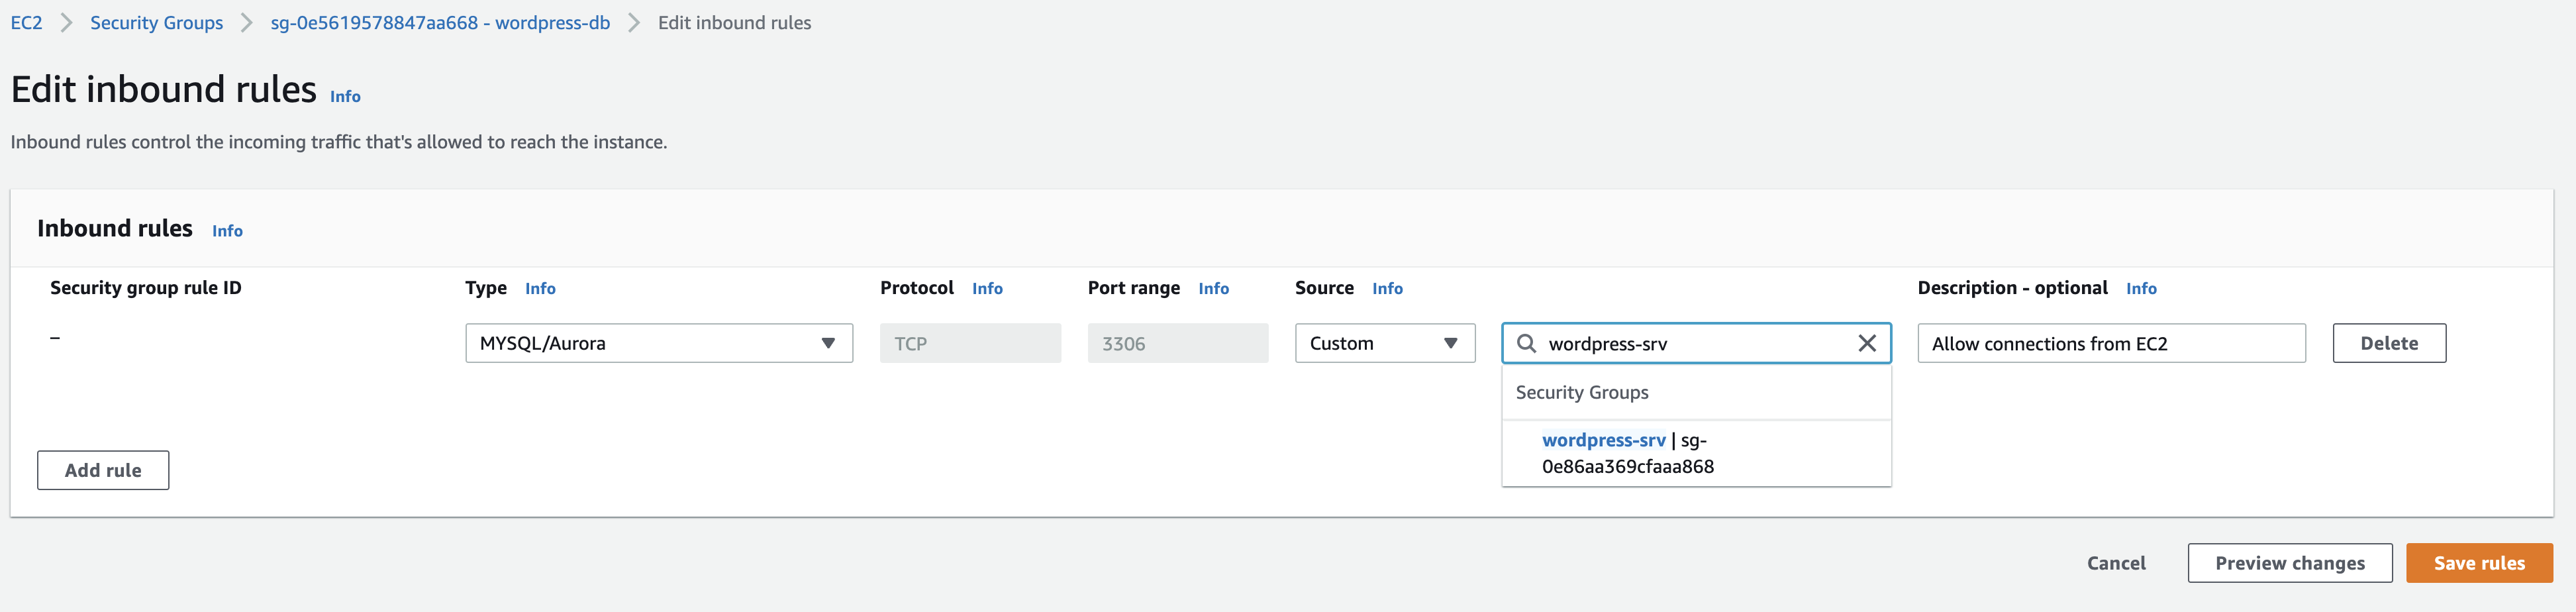 EC2 > Security Groups > sg-0e5619578847aa668 - wordpress-db > Edit inbound rules
Edit inbound rules Info
Inbound rules control the incoming traffic that's allowed to reach the instance.
Inbound rules Info
Security group rule ID Type Info Protocol Info Port range Info Source Info Description - optional Info
– MYSQL/Aurora TCP 3306 Custom wordpress-srv Allow connections from EC2 Delete
Security Groups
wordpress-srv | sg-
0e86aa369cfaaa868
Add rule
Cancel Preview changes Save rules